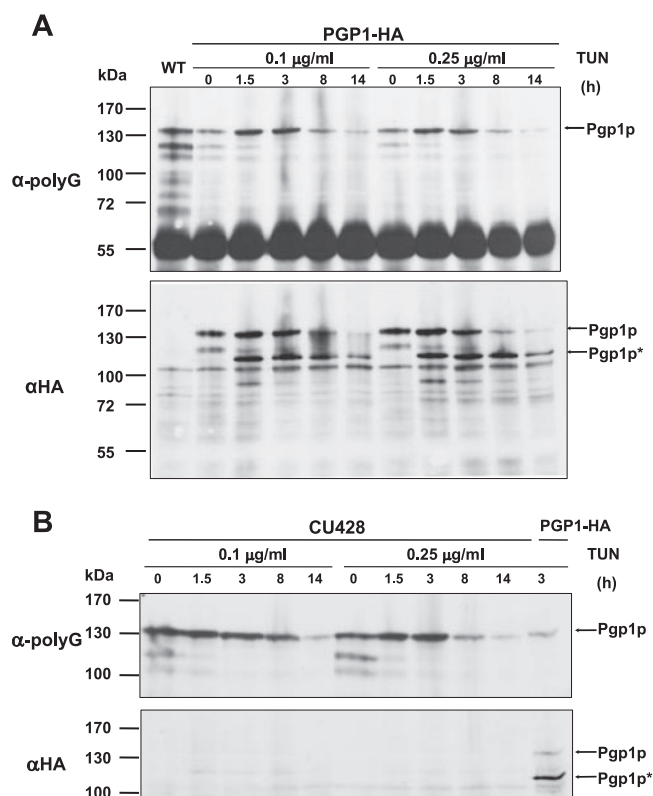 A
PGP1-HA
WT 0.1 µg/ml 0.25 µg/ml TUN
kDa 0 1.5 3 8 14 0 1.5 3 8 14 (h)
170
130 Pgp1p
α-polyG
100
72
55
170
130 Pgp1p
Pgp1p*
αHA
100
72
55
B
CU428 PGP1-HA
0.1 µg/ml 0.25 µg/ml TUN
kDa 0 1.5 3 8 14 0 1.5 3 8 14 3 (h)
170
α-polyG 130 Pgp1p
100
170
130 Pgp1p
αHA Pgp1p*
100